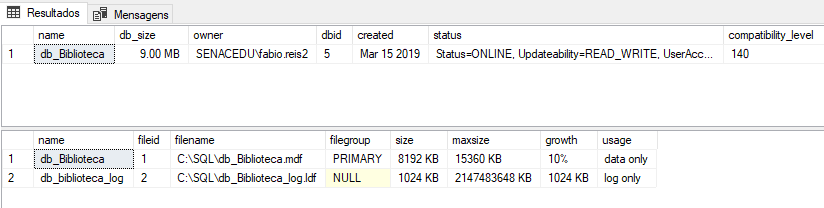 Resultados Mensagens
name db_size owner dbid created status compatibility_level
1 db_Biblioteca 9.00 MB SENACEDU\fabio.reis2 5 Mar 15 2019 Status=ONLINE, Updateability=READ_WRITE, UserAcc... 140
name fileid filename filegroup size maxsize growth usage
1 db_Biblioteca 1 C:\SQL\db_Biblioteca.mdf PRIMARY 8192 KB 15360 KB 10% data only
2 db_biblioteca_log 2 C:\SQL\db_Biblioteca_log.ldf NULL 1024 KB 2147483648 KB 1024 KB log only